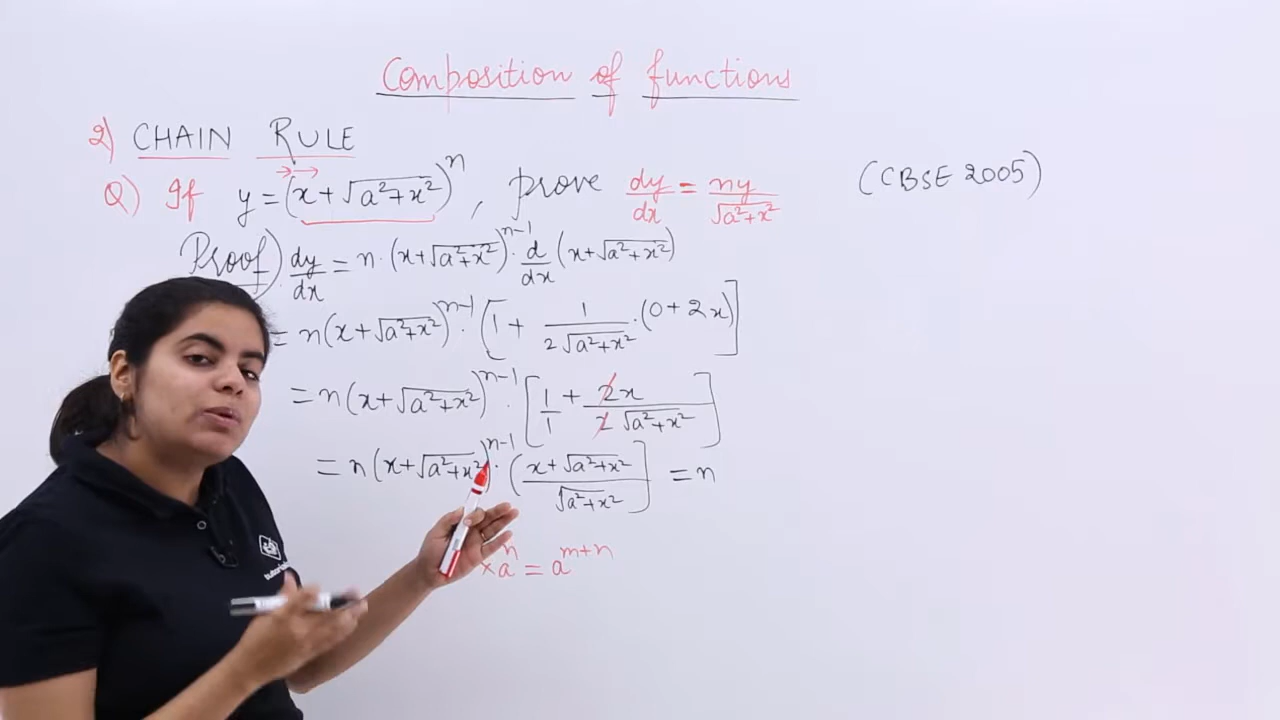 Composition of functions
2) CHAIN RULE
Q) If y = (x + √(a²+x²))ⁿ, prove dy/dx = ny/√(a²+x²) (CBSE 2005)
Proof) dy/dx = n·(x+√(a²+x²))ⁿ⁻¹· d/dx (x+√(a²+x²))
= n(x+√(a²+x²))ⁿ⁻¹· [1 + 1/(2√(a²+x²)) ·(0 + 2x)]
= n(x+√(a²+x²))ⁿ⁻¹· [1/1 + 2x/(2√(a²+x²))]
= n(x+√(a²+x²))ⁿ⁻¹· (x+√(a²+x²)/√(a²+x²)] = n
×aⁿ = aᵐ⁺ⁿ